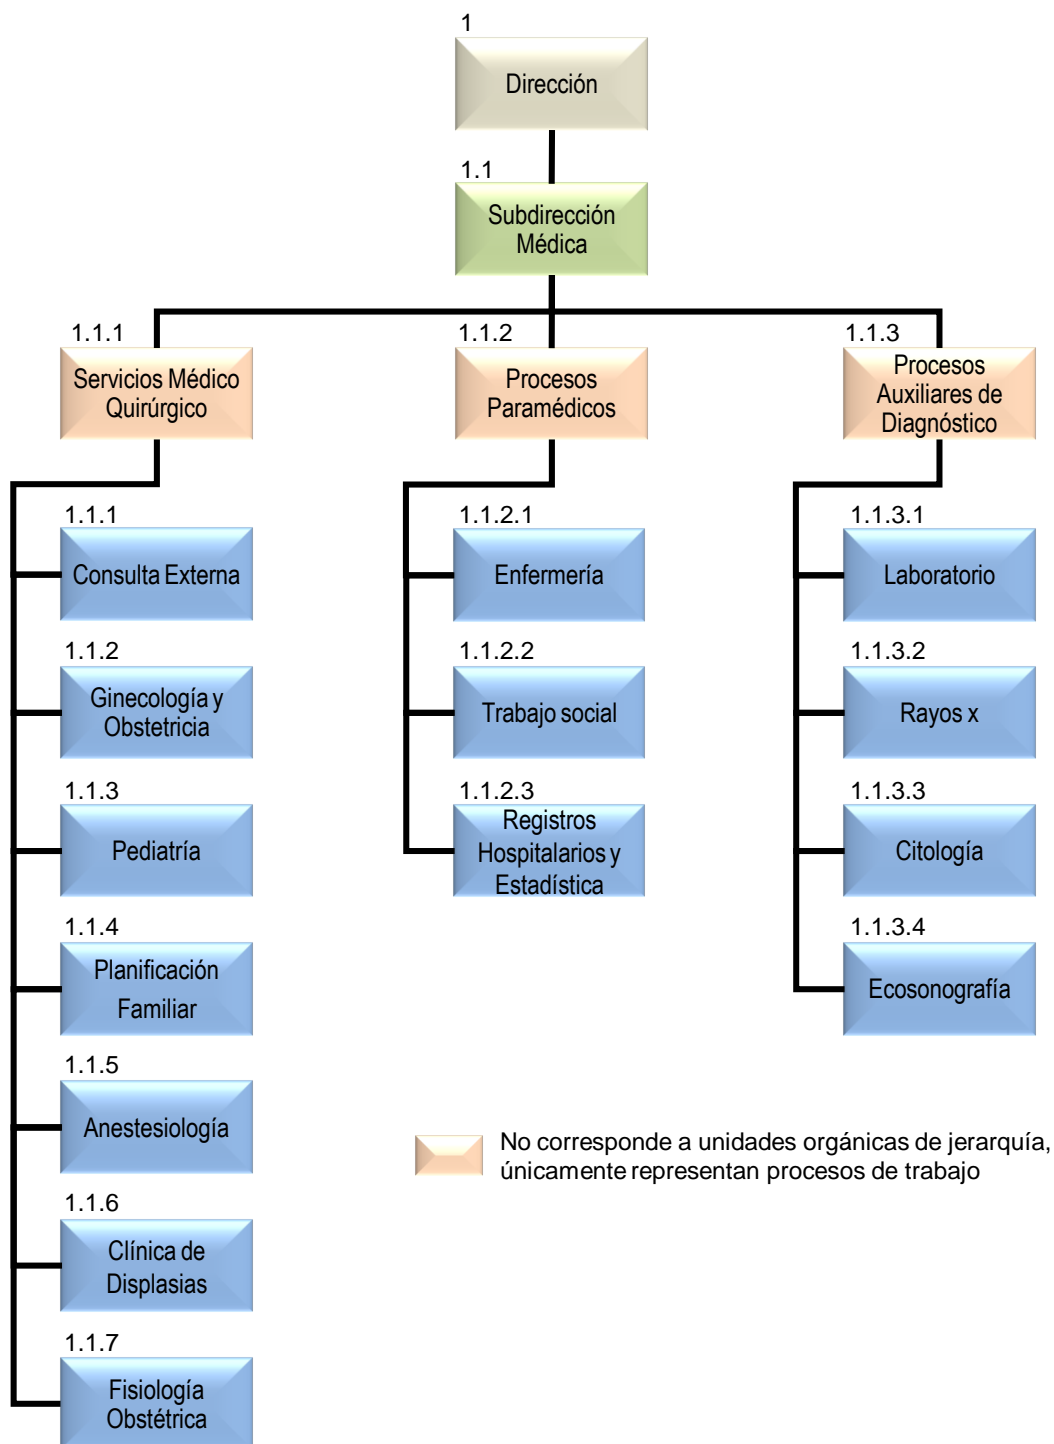 1
Dirección
1.1
Subdirección
Médica
1.1.1
Servicios Médico
Quirúrgico
1.1.2
Procesos
Paramédicos
1.1.3
Procesos
Auxiliares de
Diagnóstico
1.1.1
Consulta Externa
1.1.2
Ginecología y
Obstetricia
1.1.3
Pediatría
1.1.4
Planificación
Familiar
1.1.5
Anestesiología
1.1.6
Clínica de
Displasias
1.1.7
Fisiología
Obstétrica
1.1.2.1
Enfermería
1.1.2.2
Trabajo social
1.1.2.3
Registros
Hospitalarios y
Estadística
1.1.3.1
Laboratorio
1.1.3.2
Rayos x
1.1.3.3
Citología
1.1.3.4
Ecosonografía
No corresponde a unidades orgánicas de jerarquía,
únicamente representan procesos de trabajo